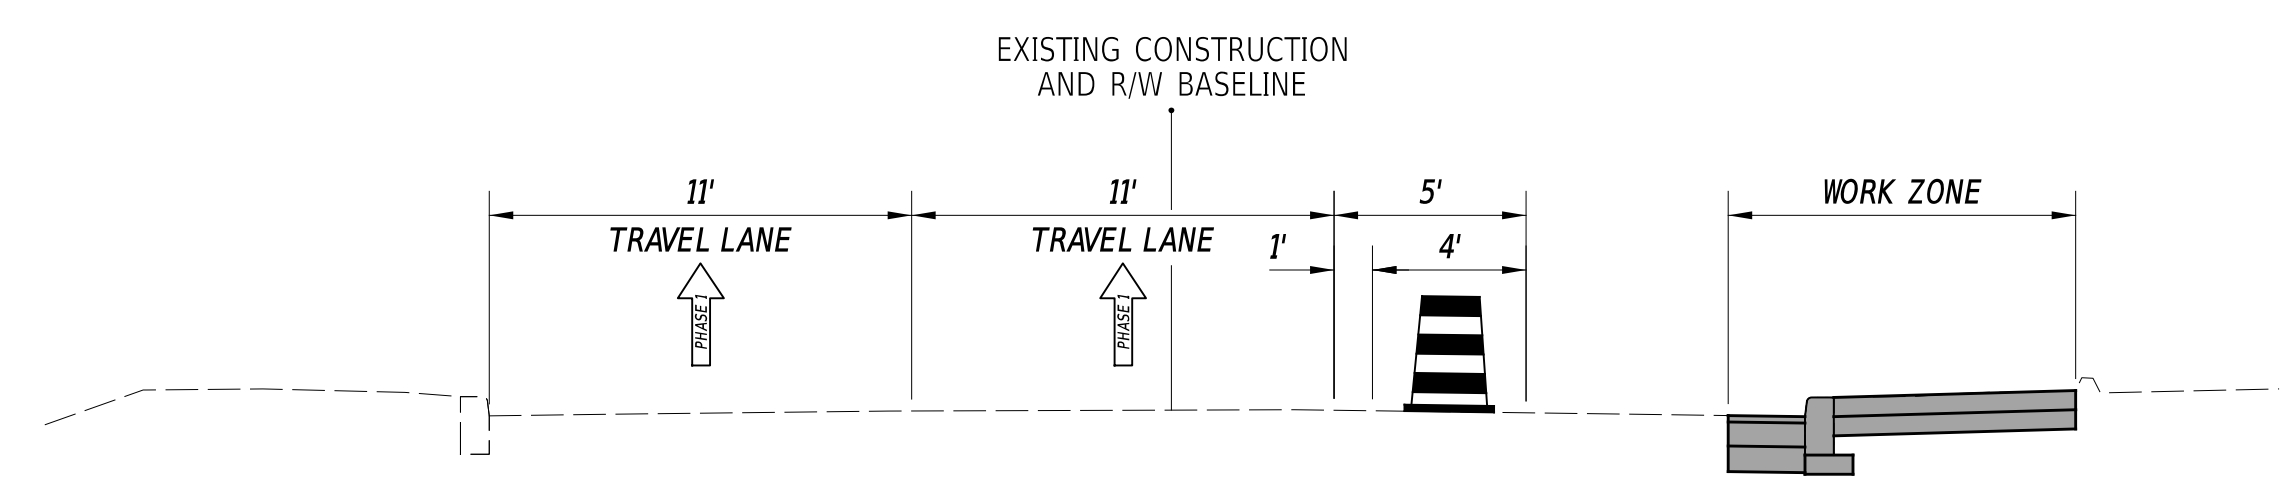 EXISTING CONSTRUCTION
AND R/W BASELINE
11' 11' 5' WORK ZONE
TRAVEL LANE TRAVEL LANE 1' 4'
PHASE 1 PHASE 1